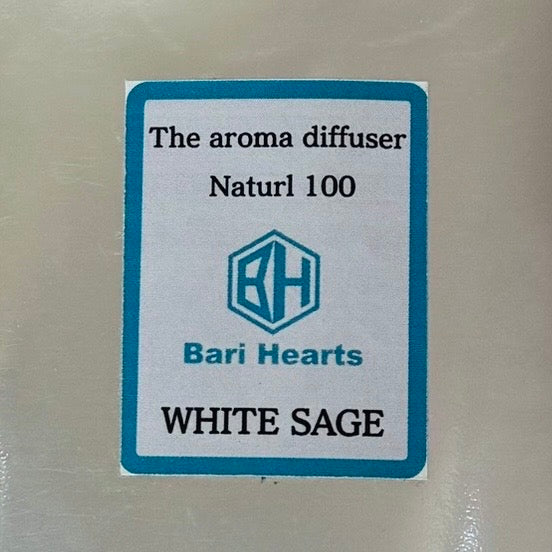 The aroma diffuser
Naturl 100
BH
Bari Hearts
WHITE SAGE